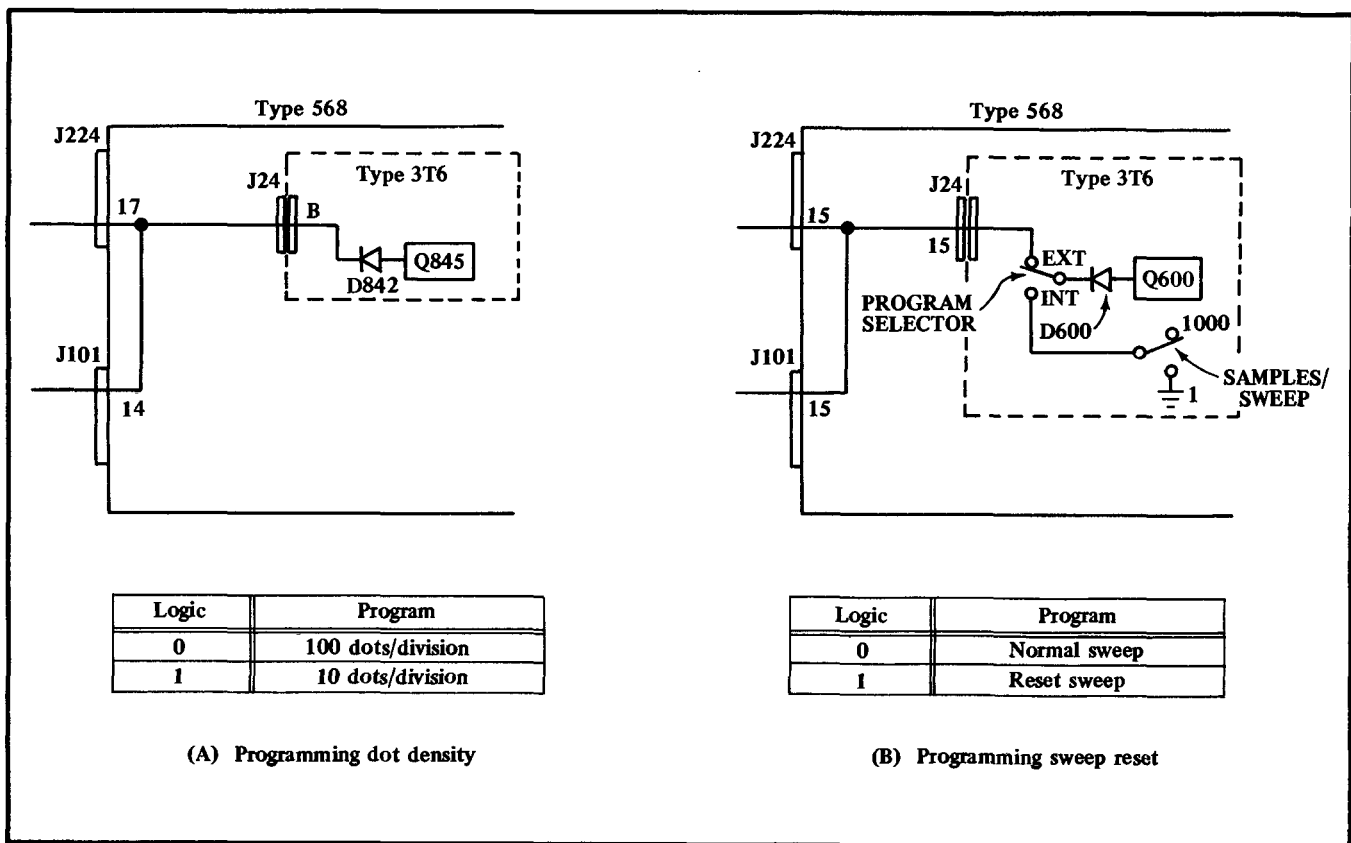 Type 568
J224
17
J24
B
Type 3T6
D842
Q845
J101
14
Logic Program
0 100 dots/division
1 10 dots/division
(A) Programming dot density
Type 568
J224
15
J24
15
Type 3T6
EXT
INT
PROGRAM
SELECTOR
D600
Q600
1000
SAMPLES/
SWEEP
1
J101
15
Logic Program
0 Normal sweep
1 Reset sweep
(B) Programming sweep reset